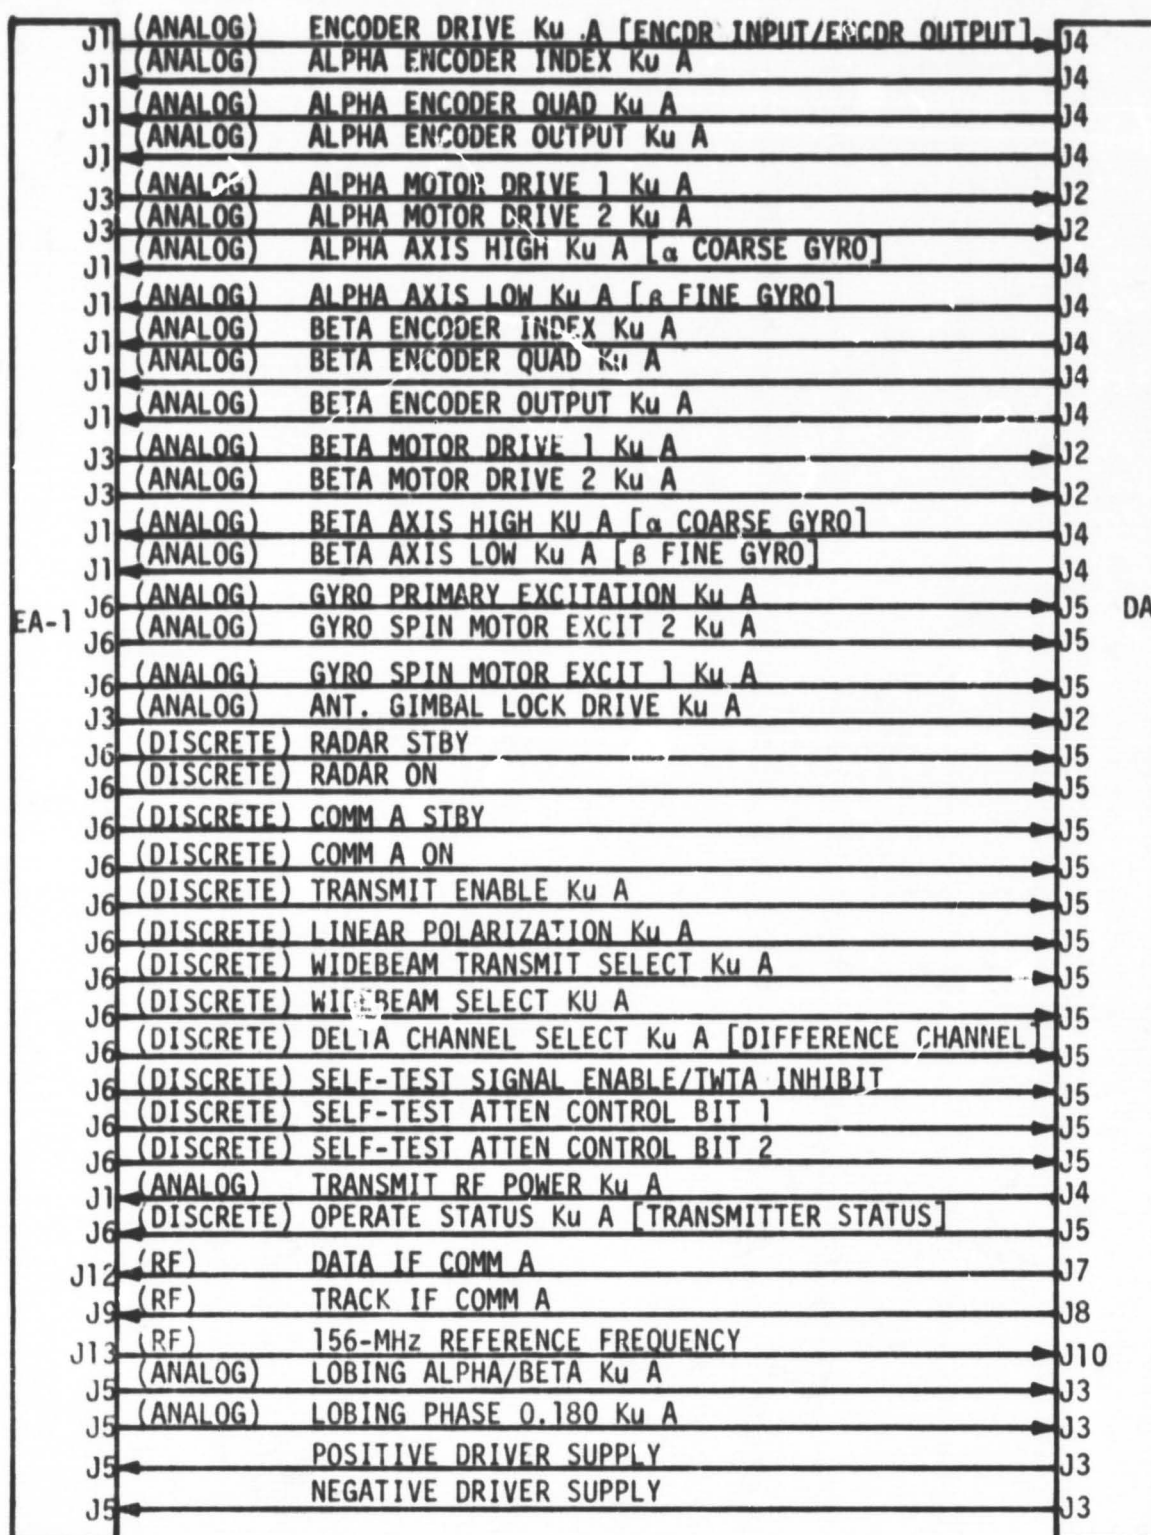 J1 (ANALOG) ENCODER DRIVE Ku A [ENCDR INPUT/ENCDR OUTPUT] J4
J1 (ANALOG) ALPHA ENCODER INDEX Ku A J4
J1 (ANALOG) ALPHA ENCODER QUAD Ku A J4
J1 (ANALOG) ALPHA ENCODER OUTPUT Ku A J4
J3 (ANALOG) ALPHA MOTOR DRIVE 1 Ku A J2
J3 (ANALOG) ALPHA MOTOR DRIVE 2 Ku A J2
J1 (ANALOG) ALPHA AXIS HIGH Ku A [α COARSE GYRO] J4
J1 (ANALOG) ALPHA AXIS LOW Ku A [β FINE GYRO] J4
J1 (ANALOG) BETA ENCODER INDEX Ku A J4
J1 (ANALOG) BETA ENCODER QUAD Ku A J4
J1 (ANALOG) BETA ENCODER OUTPUT Ku A J4
J3 (ANALOG) BETA MOTOR DRIVE 1 Ku A J2
J3 (ANALOG) BETA MOTOR DRIVE 2 Ku A J2
J1 (ANALOG) BETA AXIS HIGH KU A [α COARSE GYRO] J4
J1 (ANALOG) BETA AXIS LOW Ku A [β FINE GYRO] J4
J6 (ANALOG) GYRO PRIMARY EXCITATION Ku A J5
EA-1 DA
J6 (ANALOG) GYRO SPIN MOTOR EXCIT 2 Ku A J5
J6 (ANALOG) GYRO SPIN MOTOR EXCIT 1 Ku A J5
J3 (ANALOG) ANT. GIMBAL LOCK DRIVE Ku A J2
J6 (DISCRETE) RADAR STBY J5
J6 (DISCRETE) RADAR ON J5
J6 (DISCRETE) COMM A STBY J5
J6 (DISCRETE) COMM A ON J5
J6 (DISCRETE) TRANSMIT ENABLE Ku A J5
J6 (DISCRETE) LINEAR POLARIZATION Ku A J5
J6 (DISCRETE) WIDEBEAM TRANSMIT SELECT Ku A J5
J6 (DISCRETE) WIDEBEAM SELECT KU A J5
J6 (DISCRETE) DELTA CHANNEL SELECT Ku A [DIFFERENCE CHANNEL] J5
J6 (DISCRETE) SELF-TEST SIGNAL ENABLE/TWTA INHIBIT J5
J6 (DISCRETE) SELF-TEST ATTEN CONTROL BIT 1 J5
J6 (DISCRETE) SELF-TEST ATTEN CONTROL BIT 2 J5
J1 (ANALOG) TRANSMIT RF POWER Ku A J4
J6 (DISCRETE) OPERATE STATUS Ku A [TRANSMITTER STATUS] J5
J12 (RF) DATA IF COMM A J7
J9 (RF) TRACK IF COMM A J8
J13 (RF) 156-MHz REFERENCE FREQUENCY J10
J5 (ANALOG) LOBING ALPHA/BETA Ku A J3
J5 (ANALOG) LOBING PHASE 0.180 Ku A J3
J5 POSITIVE DRIVER SUPPLY J3
J5 NEGATIVE DRIVER SUPPLY J3